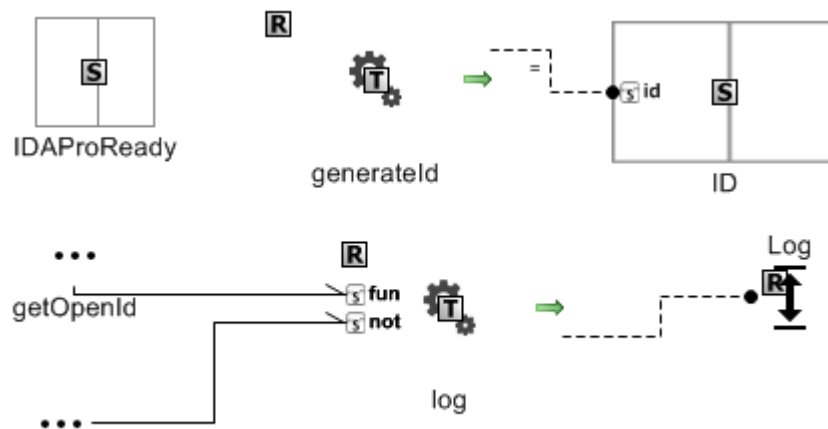 R
S
T
=
s id
S
IDAProReady
generateId
ID
...
R
Log
R
getOpenId
s fun
s not
T
log
...